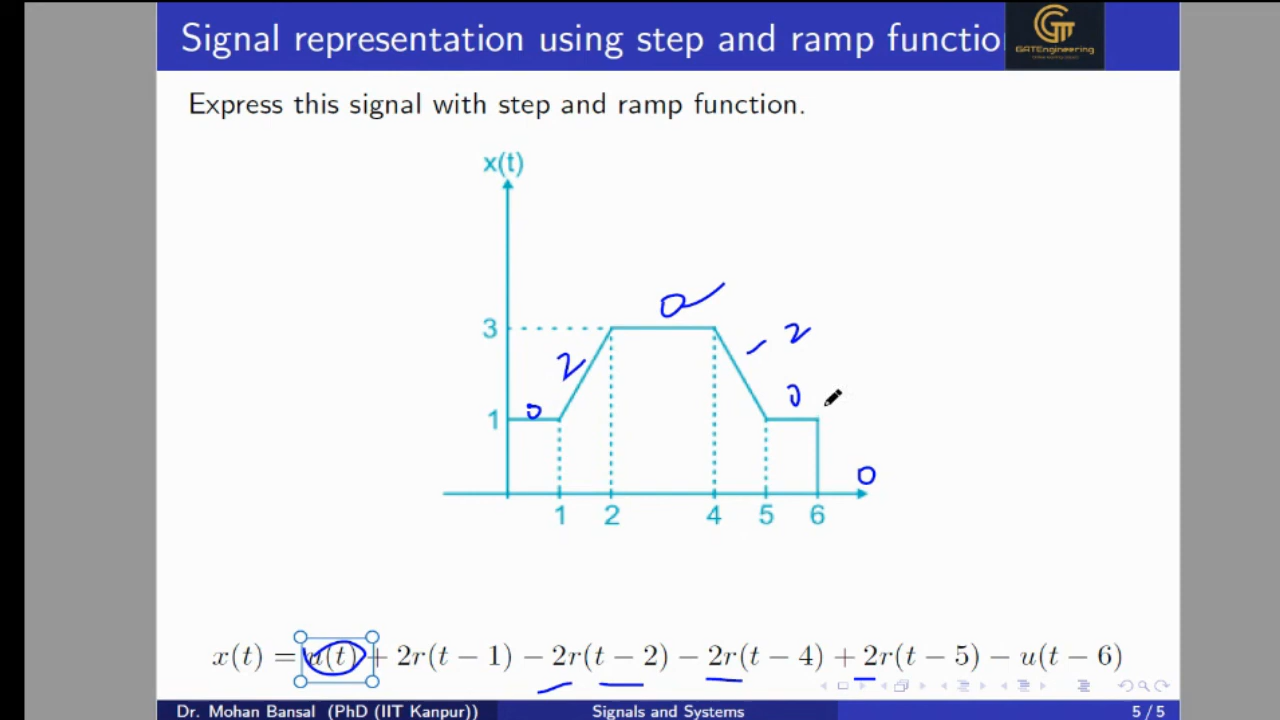 Signal representation using step and ramp functio
GATEngineering
Express this signal with step and ramp function.
x(t)
0
3
2
- 2
0
1
0
0
1 2 4 5 6
x(t) = u(t) + 2r(t − 1) − 2r(t − 2) − 2r(t − 4) + 2r(t − 5) − u(t − 6)
Dr. Mohan Bansal (PhD (IIT Kanpur)) Signals and Systems 5/5